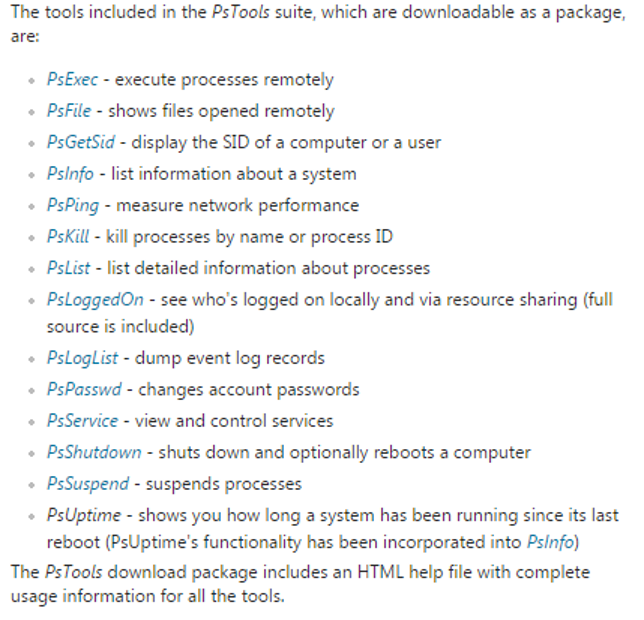 The tools included in the PsTools suite, which are downloadable as a package,
are:
PsExec - execute processes remotely
PsFile - shows files opened remotely
PsGetSid - display the SID of a computer or a user
PsInfo - list information about a system
PsPing - measure network performance
PsKill - kill processes by name or process ID
PsList - list detailed information about processes
PsLoggedOn - see who's logged on locally and via resource sharing (full
source is included)
PsLogList - dump event log records
PsPasswd - changes account passwords
PsService - view and control services
PsShutdown - shuts down and optionally reboots a computer
PsSuspend - suspends processes
PsUptime - shows you how long a system has been running since its last
reboot (PsUptime's functionality has been incorporated into PsInfo)
The PsTools download package includes an HTML help file with complete
usage information for all the tools.